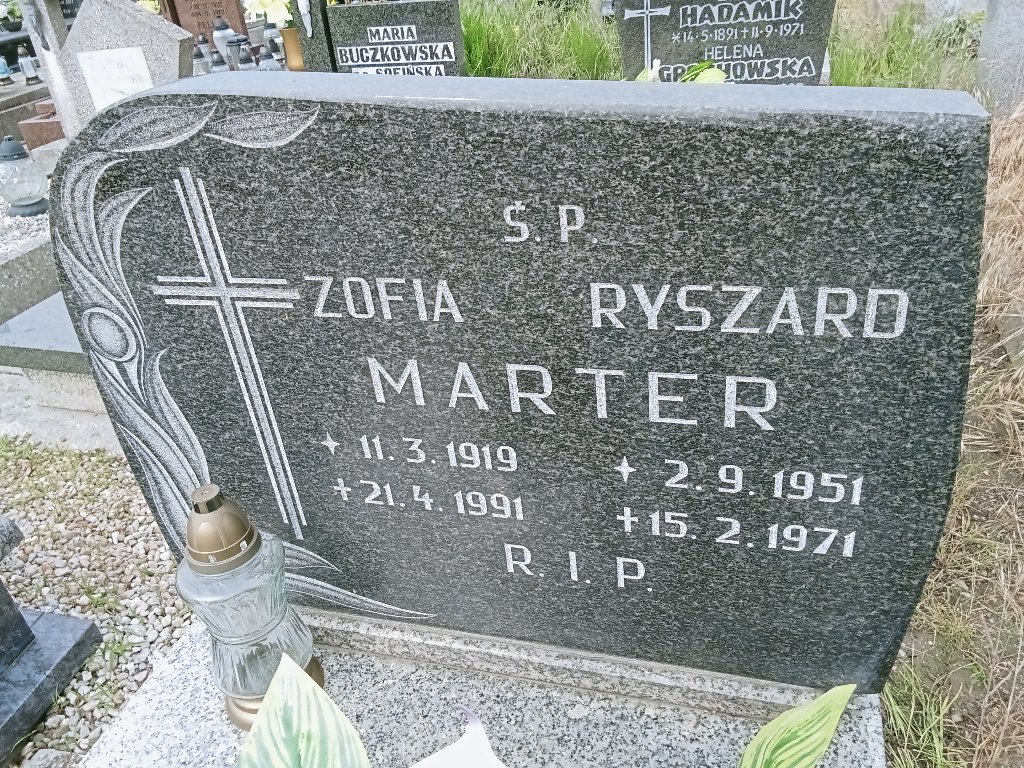 MARIA
BUCZKOWSKA
SOFIŃSKA
HADAMIK
*14·5·1891 +11·9·1971
HELENA
Ś. P.
ZOFIA RYSZARD
MARTER
✦ 11. 3. 1919 ✦ 2. 9. 1951
+21. 4. 1991 +15. 2. 1971
R. I. P.